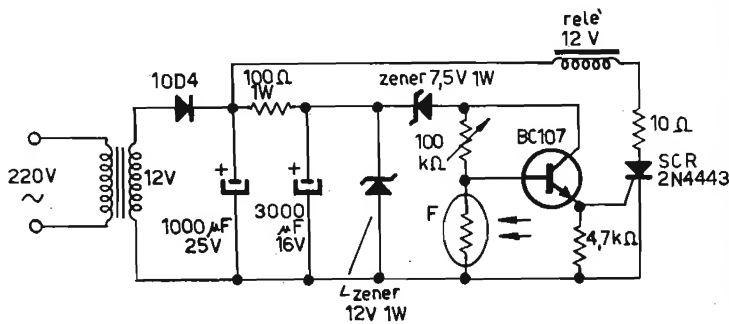 relè
12 V
10D4
100Ω
1W
zener 7,5V 1W
100
kΩ
BC107
10 Ω
SCR
2N4443
220V
~
12V
+
1000 µF
25V
+
3000
µF
16V
F
4,7kΩ
zener
12V 1W